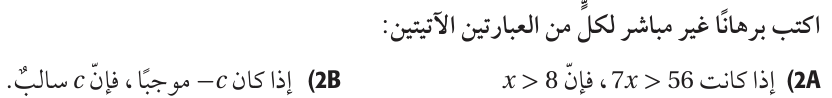 اكتب برهانًا غير مباشر لكلٍّ من العبارتين الآتيتين:
2A) إذا كانت 7x > 56 ، فإنّ x > 8
2B) إذا كان −c موجبًا ، فإنّ c سالبٌ.